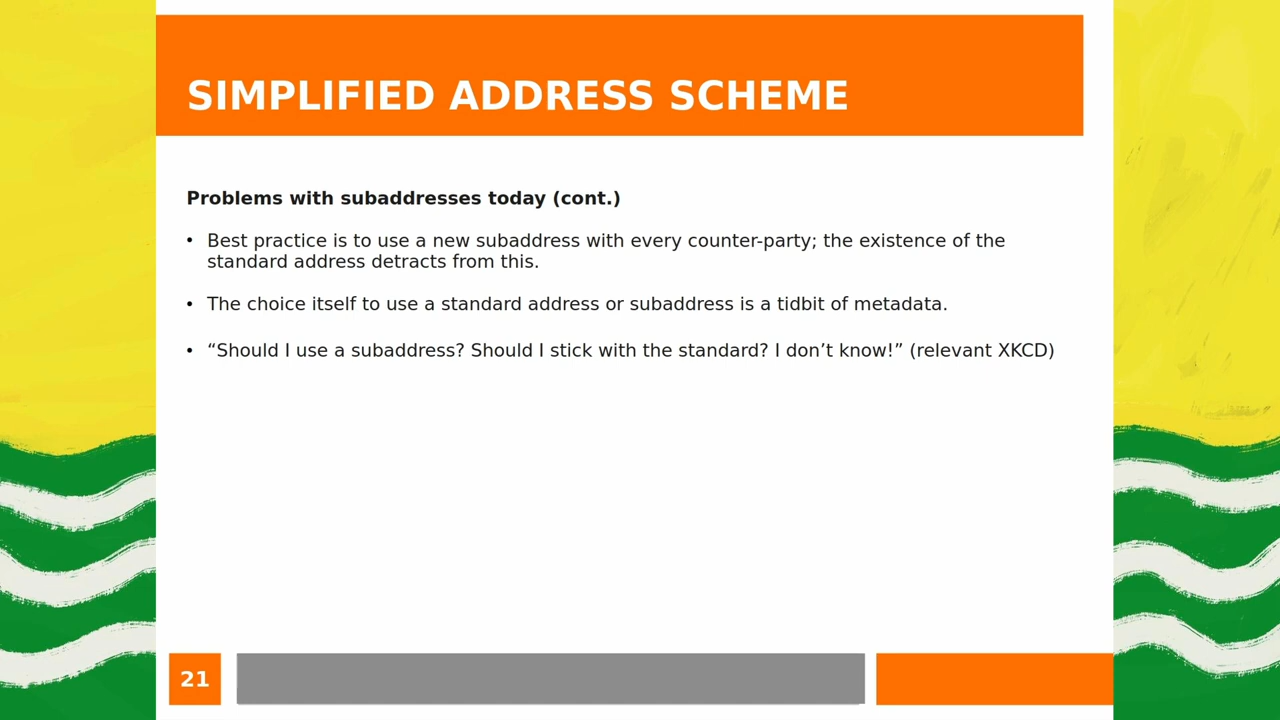 SIMPLIFIED ADDRESS SCHEME
Problems with subaddresses today (cont.)
• Best practice is to use a new subaddress with every counter-party; the existence of the
standard address detracts from this.
• The choice itself to use a standard address or subaddress is a tidbit of metadata.
• “Should I use a subaddress? Should I stick with the standard? I don’t know!” (relevant XKCD)
21